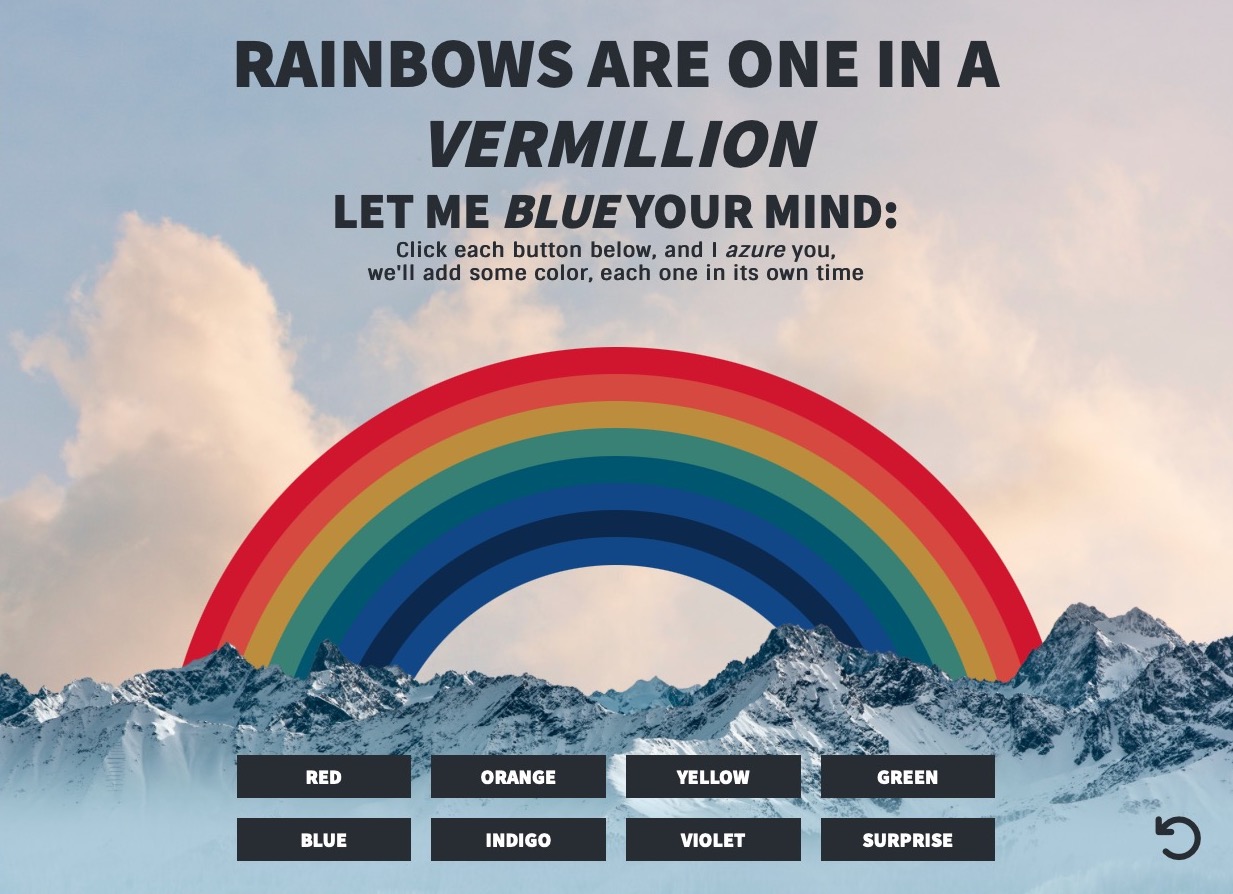 RAINBOWS ARE ONE IN A
VERMILLION
LET ME BLUE YOUR MIND:
Click each button below, and I azure you,
we'll add some color, each one in its own time
RED ORANGE YELLOW GREEN
BLUE INDIGO VIOLET SURPRISE